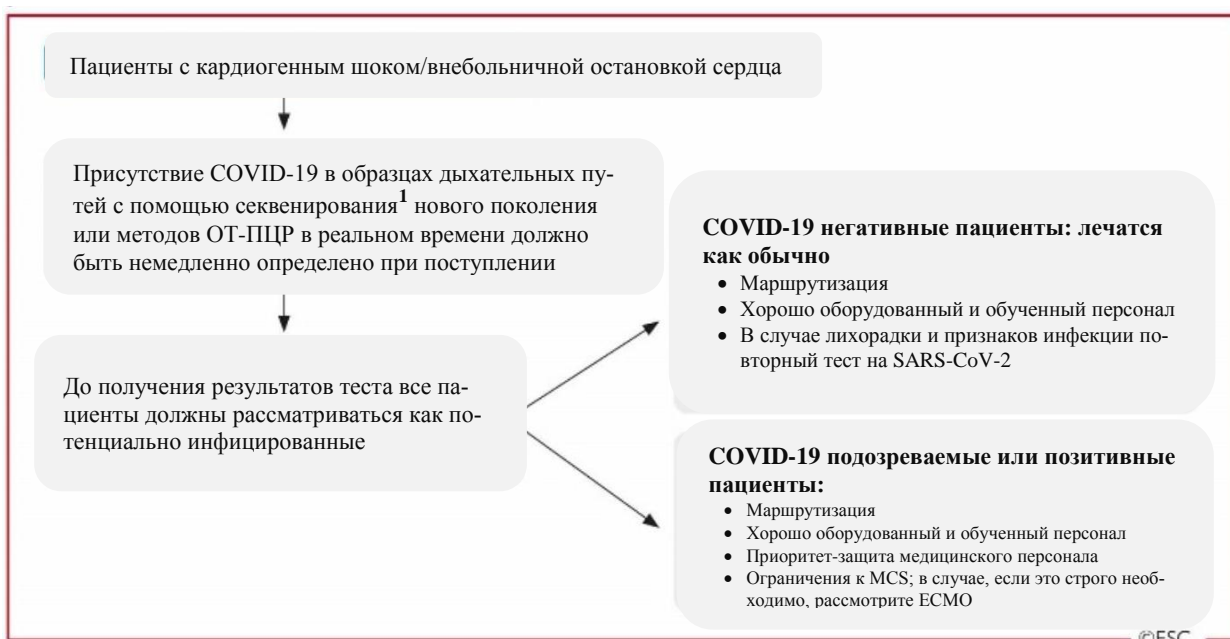 Пациенты с кардиогенным шоком/внебольничной остановкой сердца
Присутствие COVID-19 в образцах дыхательных пу-
тей с помощью секвенирования1 нового поколения
или методов ОТ-ПЦР в реальном времени должно
быть немедленно определено при поступлении
До получения результатов теста все па-
циенты должны рассматриваться как по-
тенциально инфицированные
COVID-19 негативные пациенты: лечатся
как обычно
• Маршрутизация
• Хорошо оборудованный и обученный персонал
• В случае лихорадки и признаков инфекции по-
вторный тест на SARS-CoV-2
COVID-19 подозреваемые или позитивные
пациенты:
• Маршрутизация
• Хорошо оборудованный и обученный персонал
• Приоритет-защита медицинского персонала
• Ограничения к MCS; в случае, если это строго необ-
ходимо, рассмотрите ЕСМО
©ESC